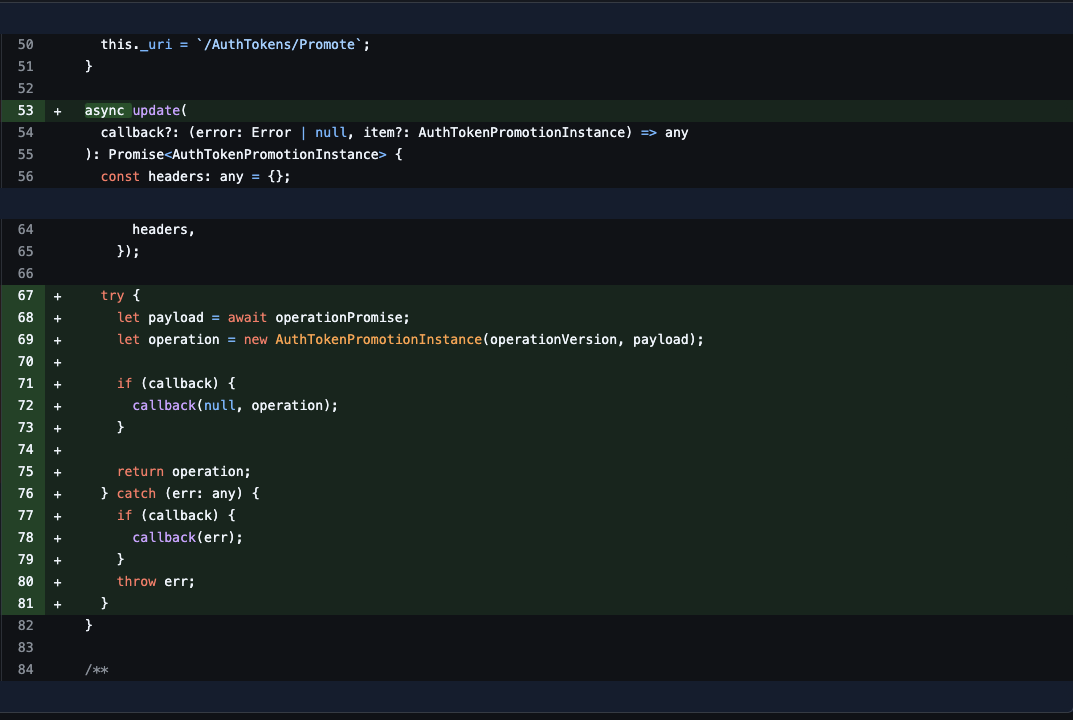 50 this._uri = `/AuthTokens/Promote`;
51 }
52
53 + async update(
54 callback?: (error: Error | null, item?: AuthTokenPromotionInstance) => any
55 ): Promise<AuthTokenPromotionInstance> {
56 const headers: any = {};
64 headers,
65 });
66
67 + try {
68 + let payload = await operationPromise;
69 + let operation = new AuthTokenPromotionInstance(operationVersion, payload);
70 +
71 + if (callback) {
72 + callback(null, operation);
73 + }
74 +
75 + return operation;
76 + } catch (err: any) {
77 + if (callback) {
78 + callback(err);
79 + }
80 + throw err;
81 + }
82 }
83
84 /**